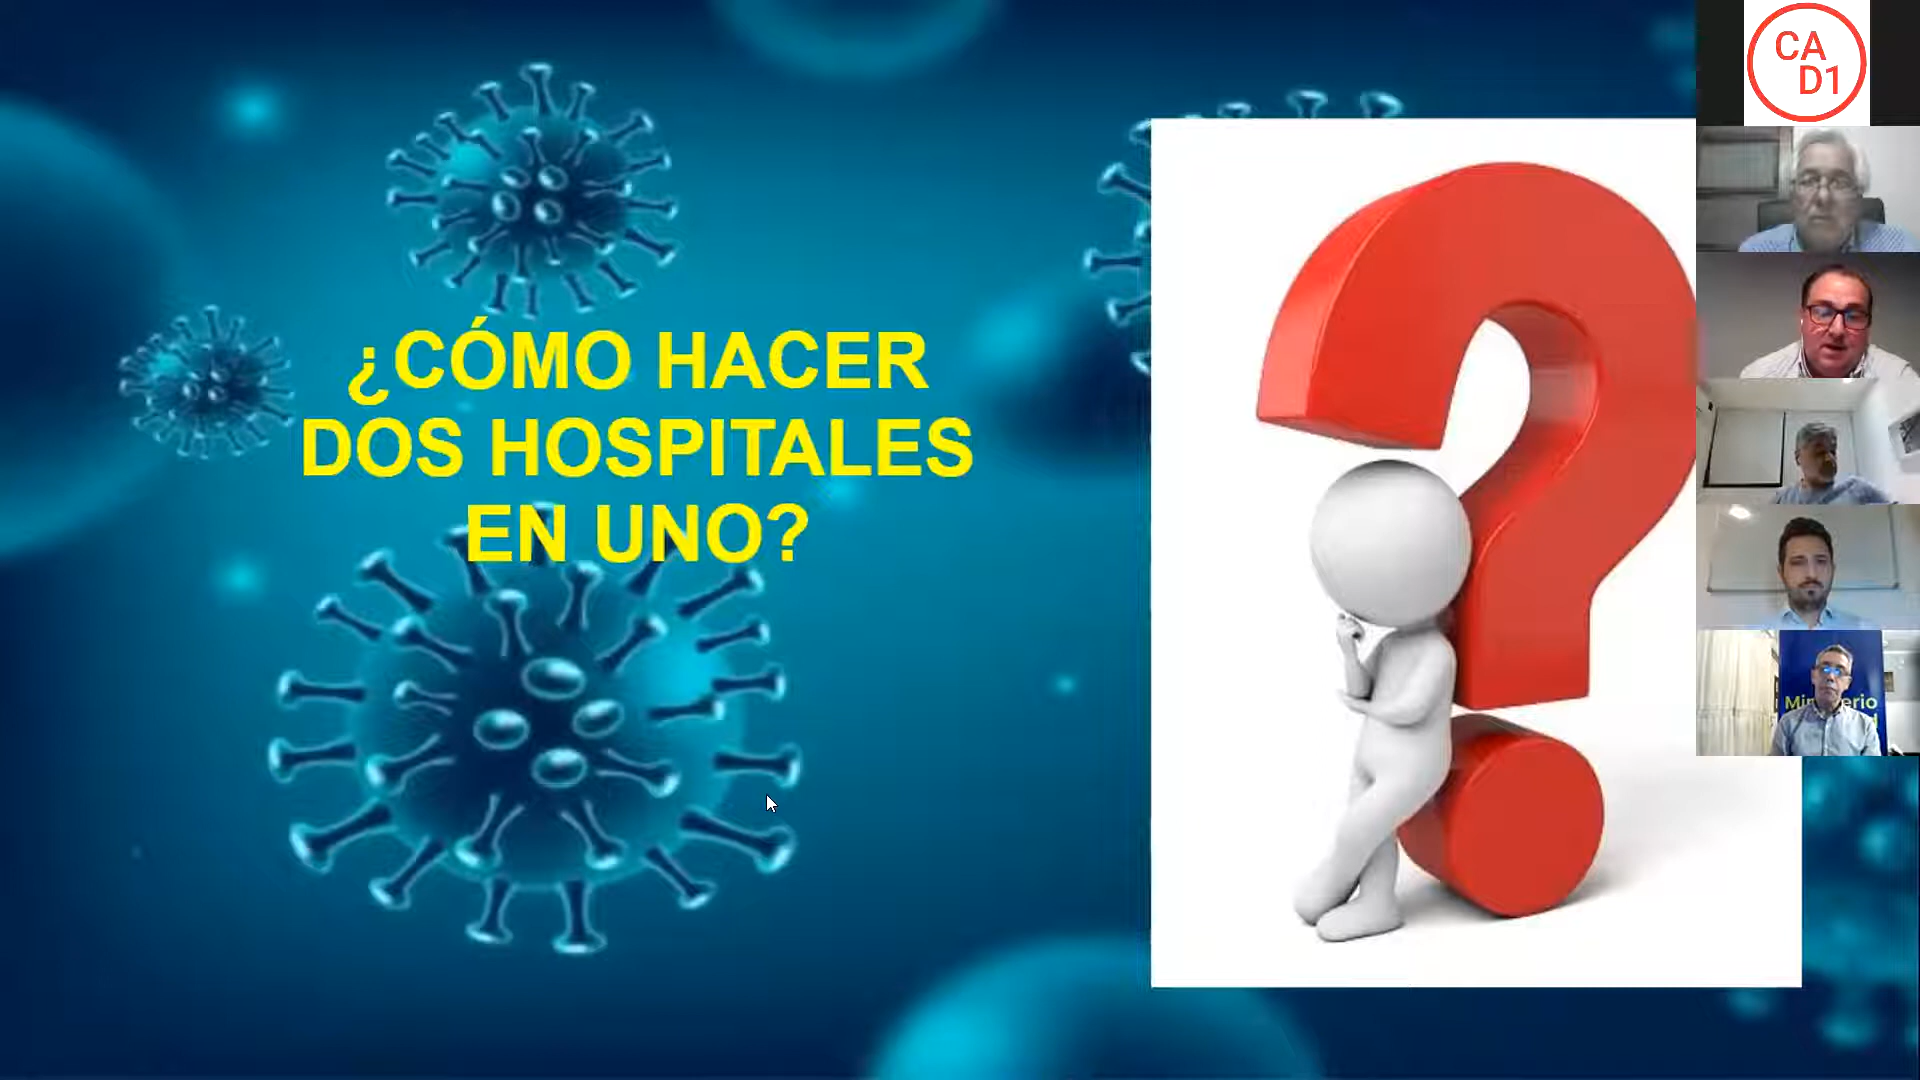 ¿CÓMO HACER
DOS HOSPITALES
EN UNO?
CA
D1